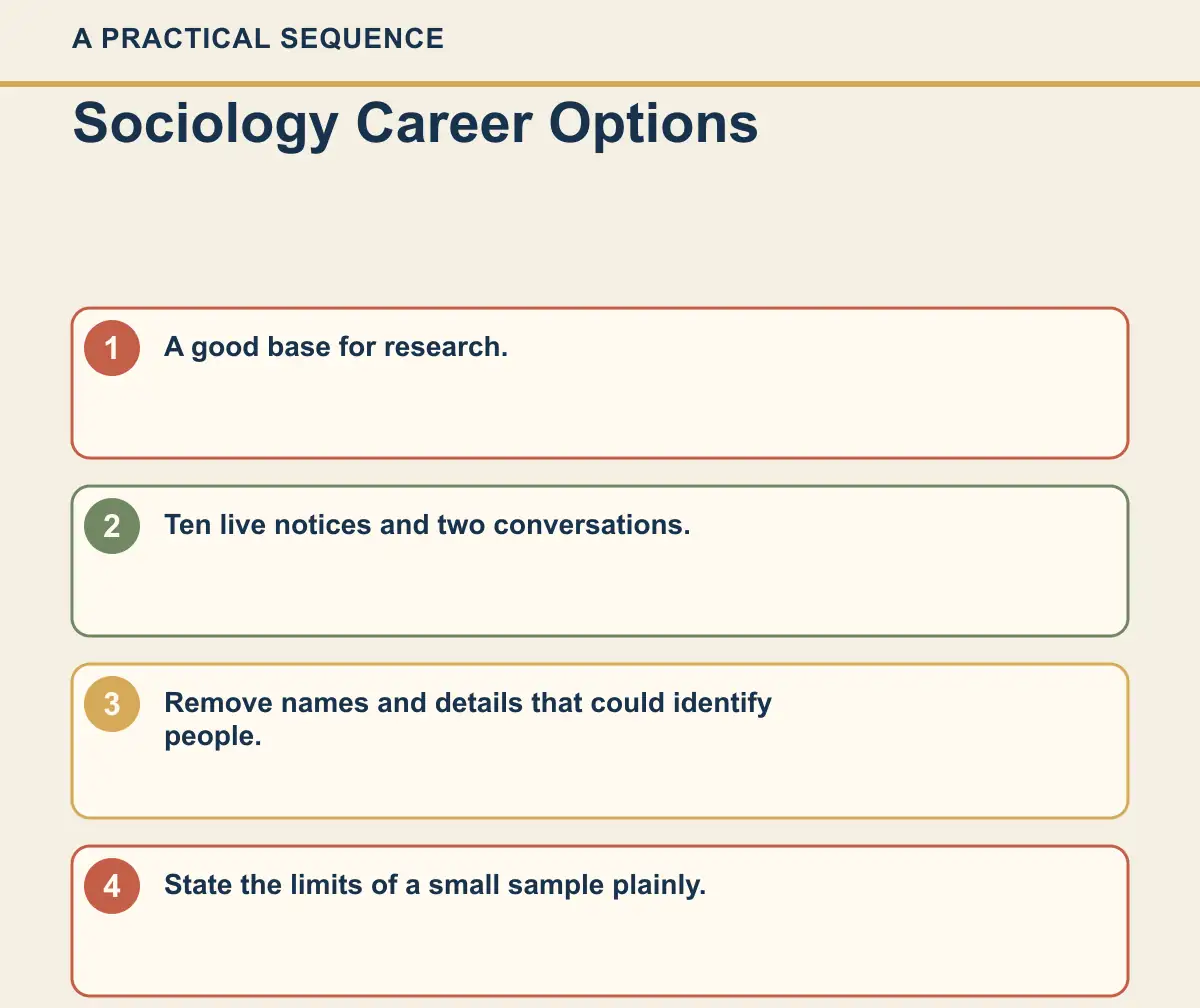 A PRACTICAL SEQUENCE
Sociology Career Options
1
A good base for research.
2
Ten live notices and two conversations.
3
Remove names and details that could identify
people.
4
State the limits of a small sample plainly.